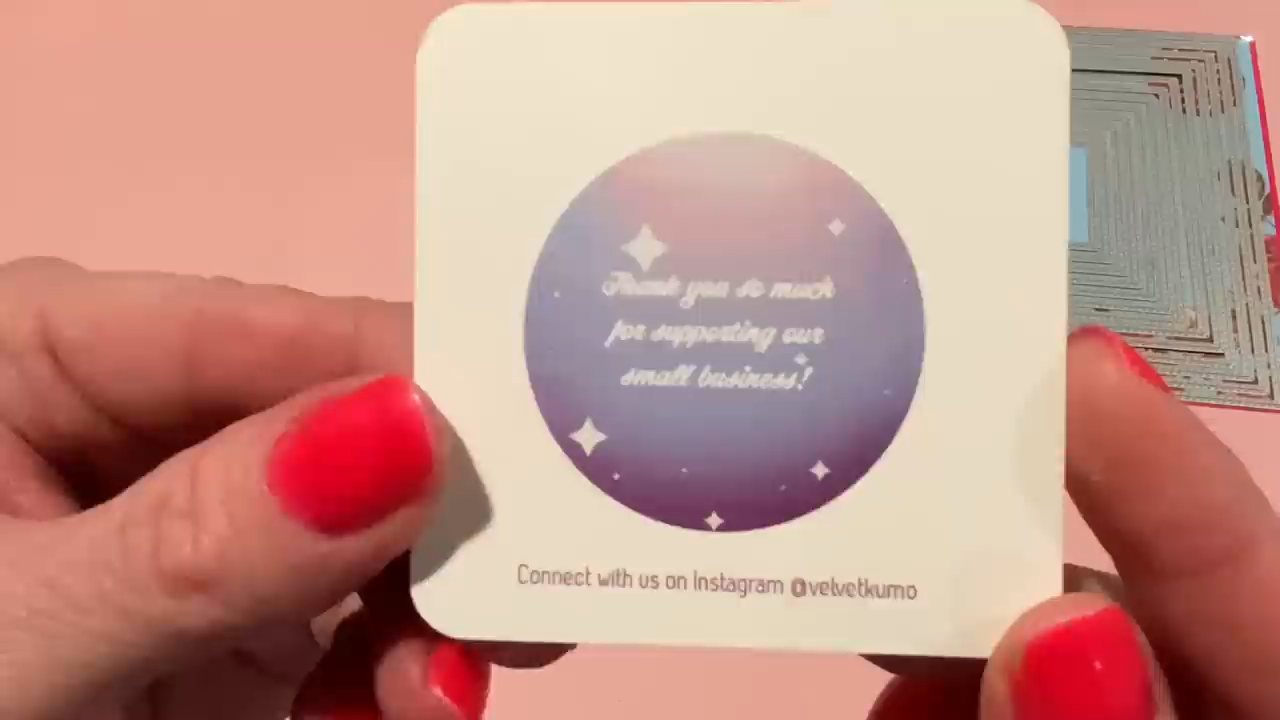 Thank you so much
for supporting our
small business!
Connect with us on Instagram @velvetkumo